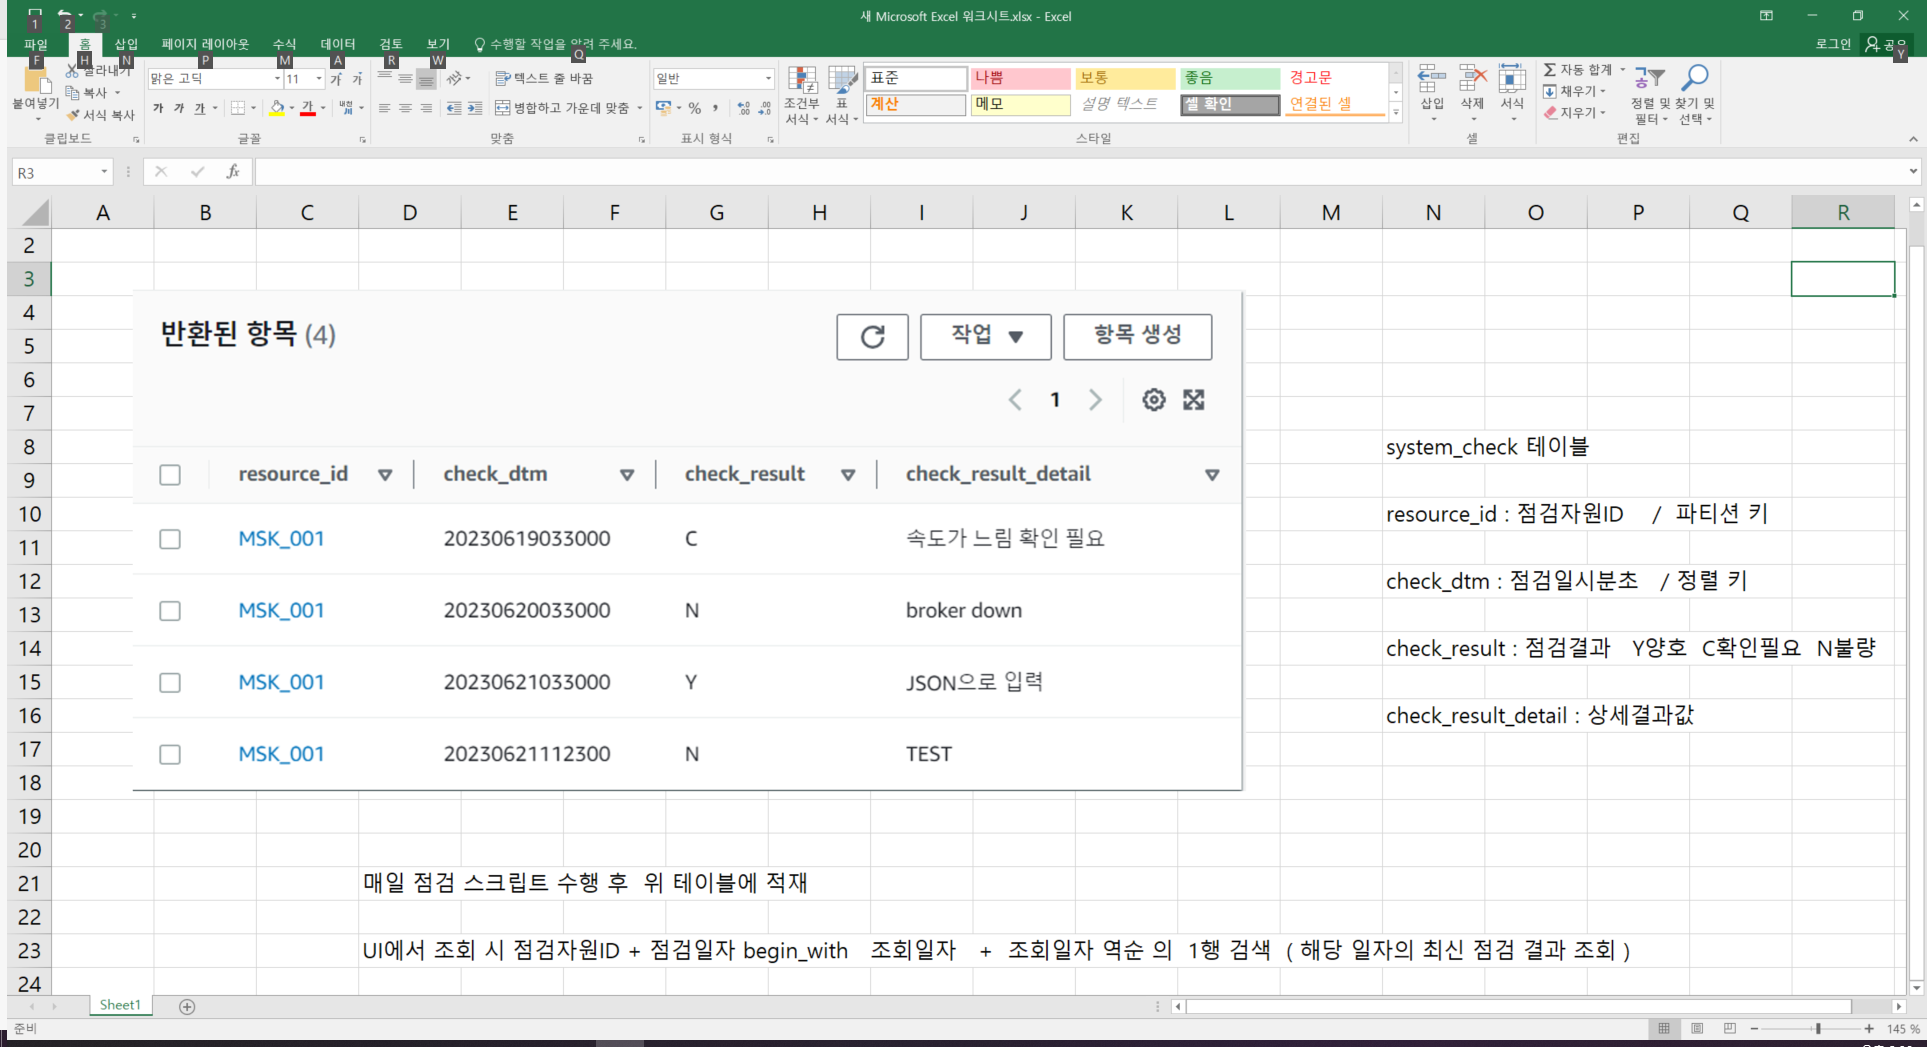 새 Microsoft Excel 워크시트.xlsx - Excel
1 2 3
파일 홈 삽입 페이지 레이아웃 수식 데이터 검토 보기 수행할 작업을 알려 주세요. 로그인 공유
F H N P M A R W Q Y
붙여넣기 잘라내기 복사 서식 복사
클립보드
맑은 고딕 11
가 가 가
글꼴
텍스트 줄 바꿈
병합하고 가운데 맞춤
맞춤
일반
%
표시 형식
조건부 서식
표 서식
표준 나쁨 보통 좋음 경고문
계산 메모 설명 텍스트 셀 확인 연결된 셀
스타일
삽입 삭제 서식
셀
자동 합계
채우기
지우기
정렬 및 필터
찾기 및 선택
편집
R3 fx
A B C D E F G H I J K L M N O P Q R
2
3
4
5
6
7
8
9
10
11
12
13
14
15
16
17
18
19
20
21
22
23
24
반환된 항목 (4) 작업 항목 생성
1
resource_id check_dtm check_result check_result_detail
MSK_001 20230619033000 C 속도가 느림 확인 필요
MSK_001 20230620033000 N broker down
MSK_001 20230621033000 Y JSON으로 입력
MSK_001 20230621112300 N TEST
system_check 테이블
resource_id : 점검자원ID / 파티션 키
check_dtm : 점검일시분초 / 정렬 키
check_result : 점검결과 Y양호 C확인필요 N불량
check_result_detail : 상세결과값
매일 점검 스크립트 수행 후 위 테이블에 적재
UI에서 조회 시 점검자원ID + 점검일자 begin_with 조회일자 + 조회일자 역순 의 1행 검색 ( 해당 일자의 최신 점검 결과 조회 )
Sheet1
준비 145 %